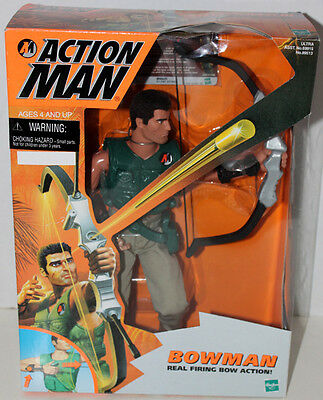 ACTION
MAN
AGES 4 AND UP
WARNING:
CHOKING HAZARD - Small parts.
Not for children under 3 years.
ULTRA
BOWMAN
REAL FIRING BOW ACTION!
Hasbro